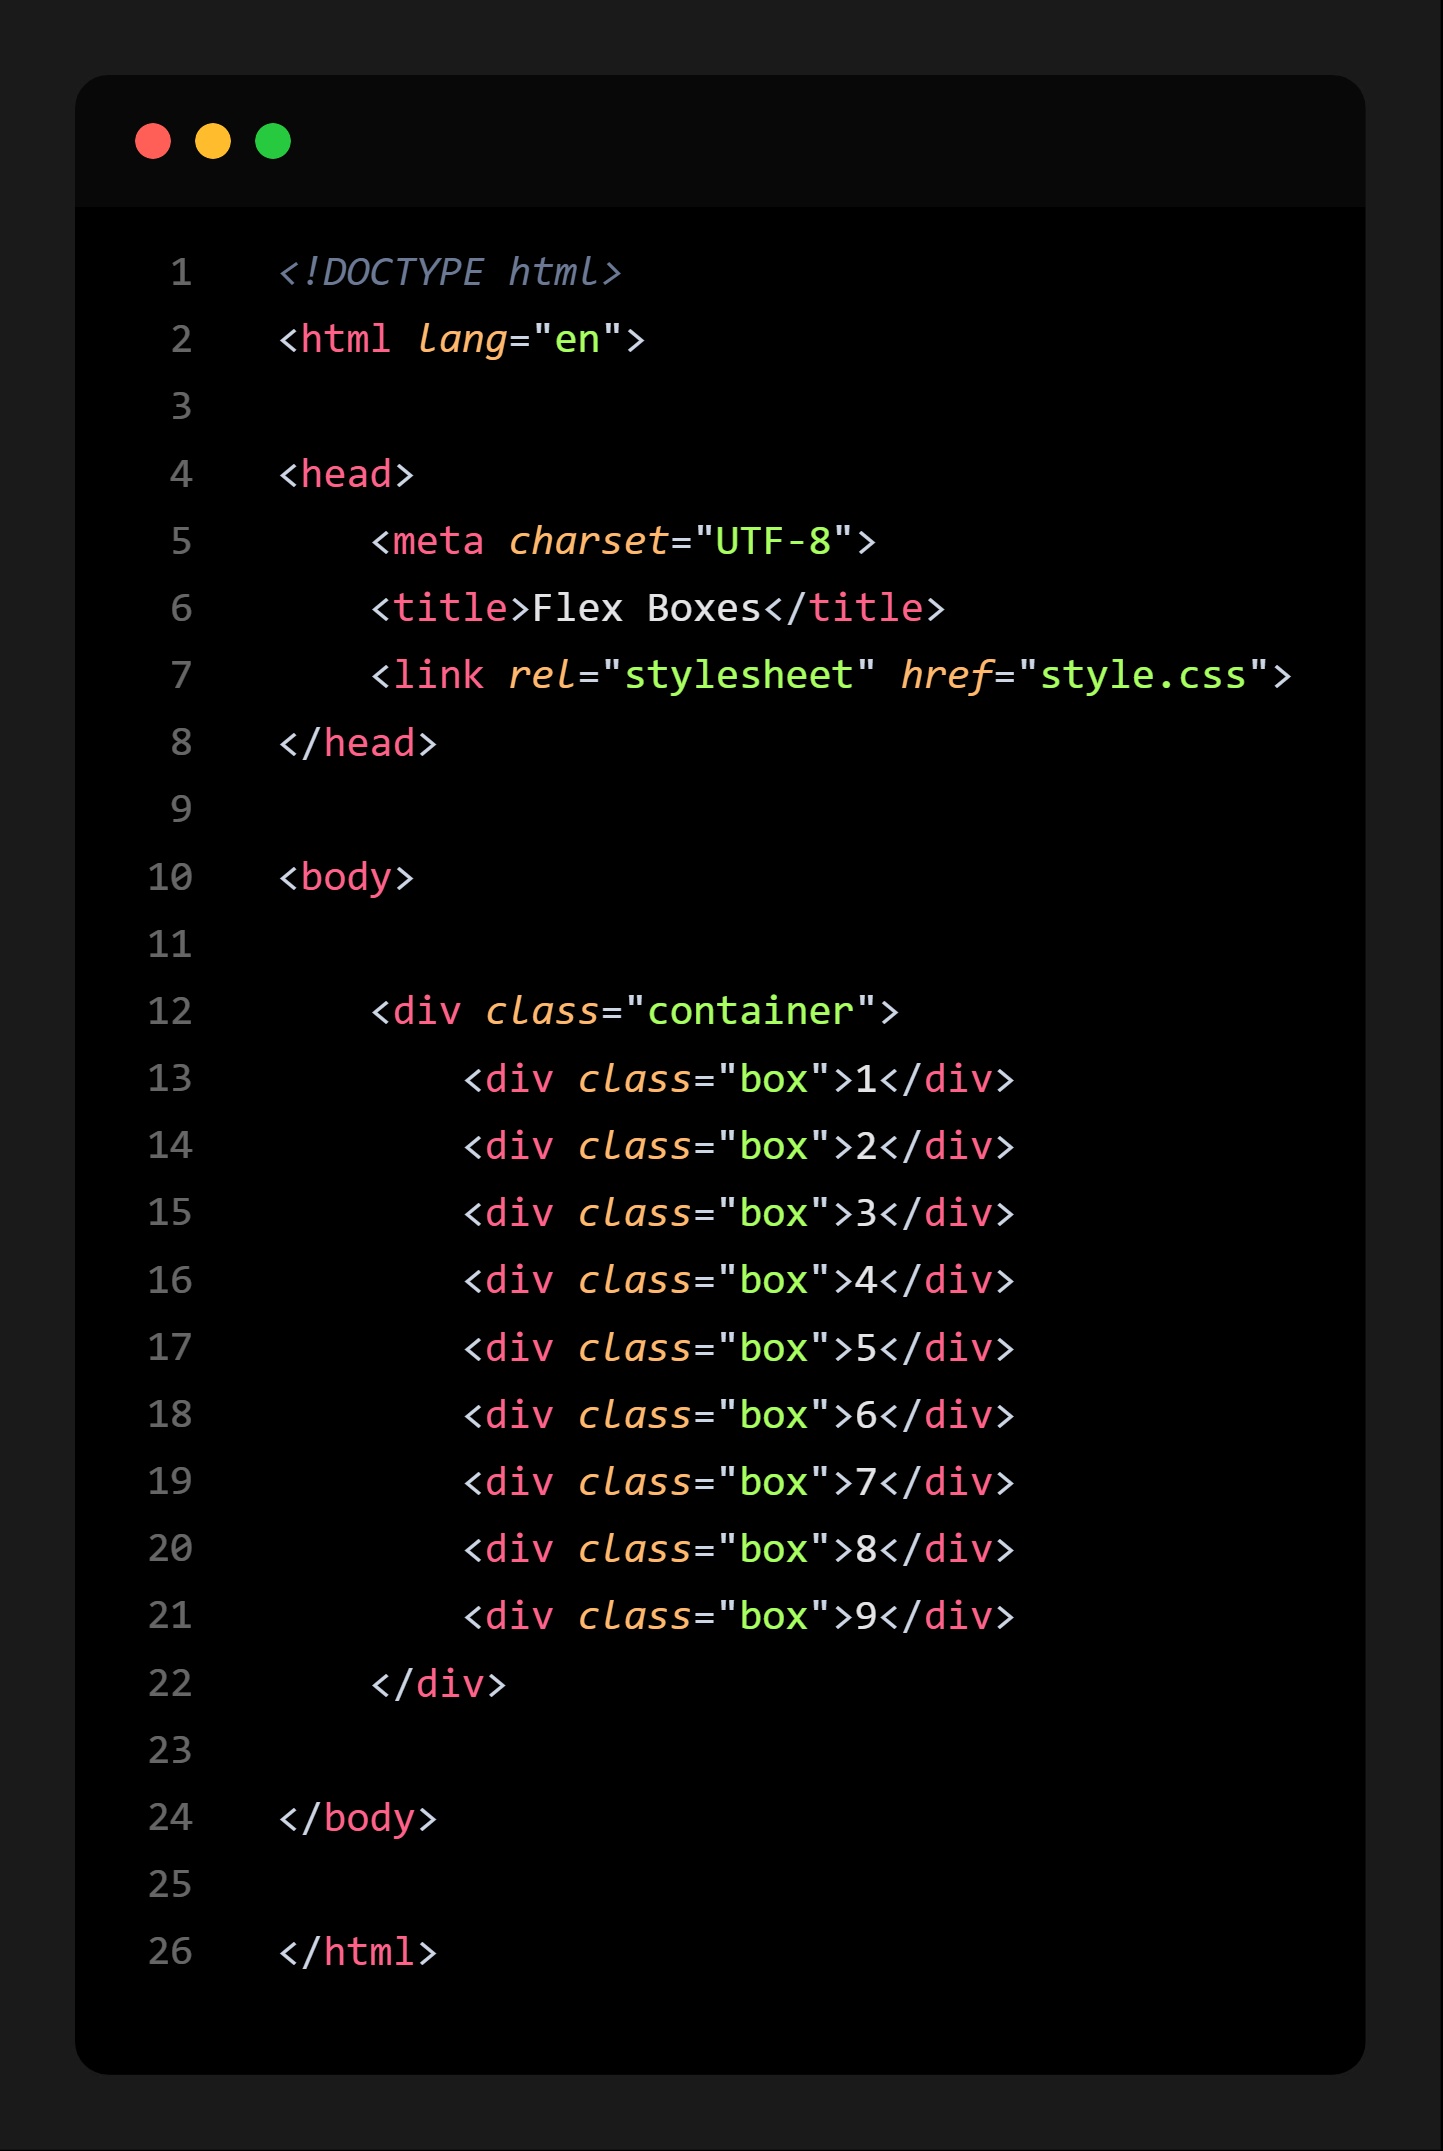 1 <!DOCTYPE html>
2 <html lang="en">
3
4 <head>
5     <meta charset="UTF-8">
6     <title>Flex Boxes</title>
7     <link rel="stylesheet" href="style.css">
8 </head>
9
10 <body>
11
12     <div class="container">
13         <div class="box">1</div>
14         <div class="box">2</div>
15         <div class="box">3</div>
16         <div class="box">4</div>
17         <div class="box">5</div>
18         <div class="box">6</div>
19         <div class="box">7</div>
20         <div class="box">8</div>
21         <div class="box">9</div>
22     </div>
23
24 </body>
25
26 </html>